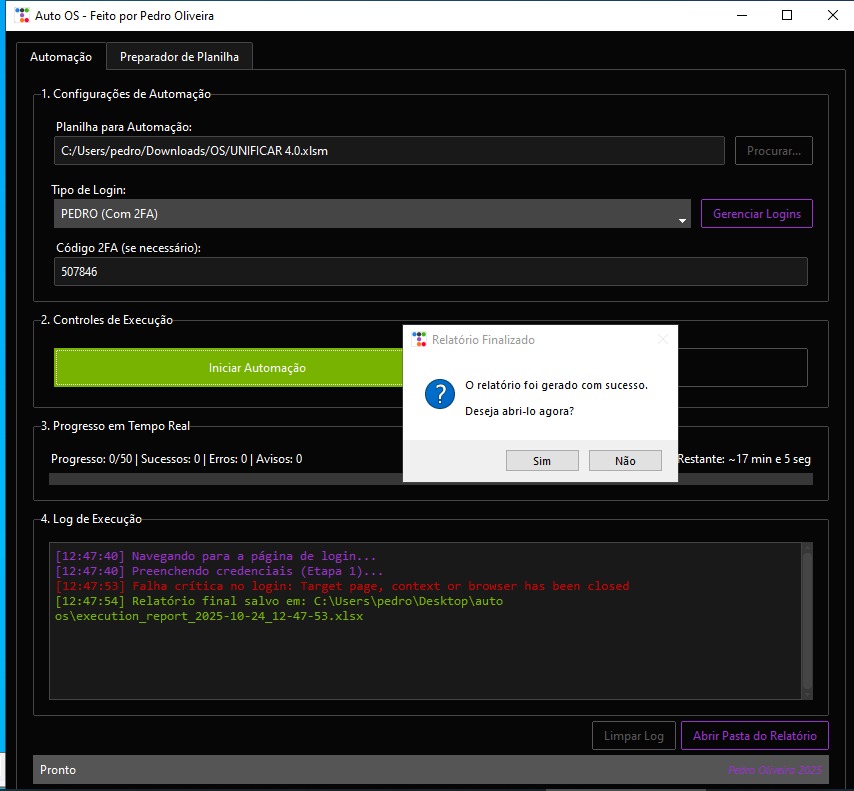 Auto OS - Feito por Pedro Oliveira
Automação
Preparador de Planilha
1. Configurações de Automação
Planilha para Automação:
C:/Users/pedro/Downloads/OS/UNIFICAR 4.0.xlsm
Procurar...
Tipo de Login:
PEDRO (Com 2FA)
Gerenciar Logins
Código 2FA (se necessário):
507846
2. Controles de Execução
Iniciar Automação
Relatório Finalizado
O relatório foi gerado com sucesso.
Deseja abri-lo agora?
Sim
Não
3. Progresso em Tempo Real
Progresso: 0/50 | Sucessos: 0 | Erros: 0 | Avisos: 0
Restante: ~17 min e 5 seg
4. Log de Execução
[12:47:40] Navegando para a página de login...
[12:47:40] Preenchendo credenciais (Etapa 1)...
[12:47:53] Falha crítica no login: Target page, context or browser has been closed
[12:47:54] Relatório final salvo em: C:\Users\pedro\Desktop\auto
os\execution_report_2025-10-24_12-47-53.xlsx
Limpar Log
Abrir Pasta do Relatório
Pronto
Pedro Oliveira 2025